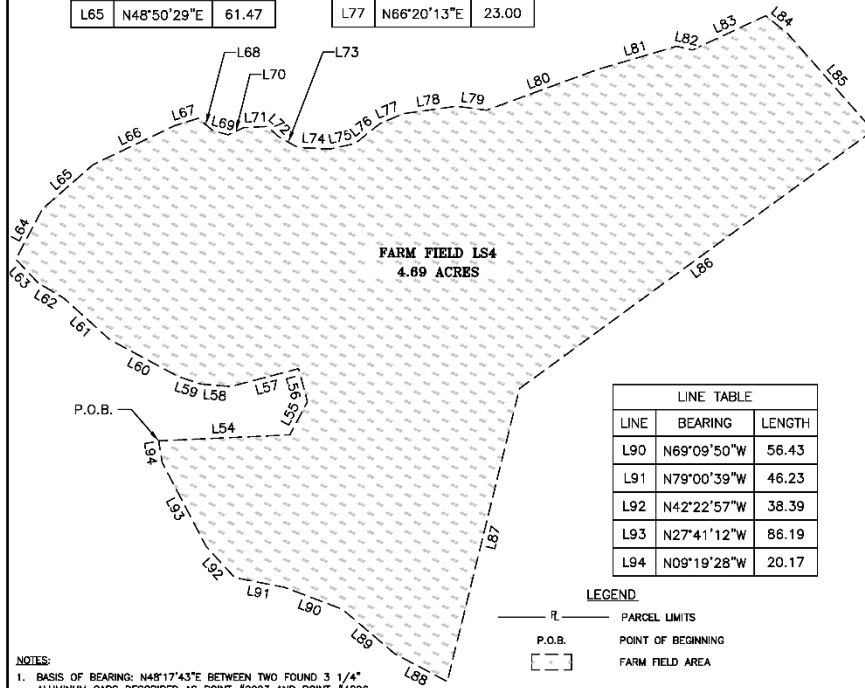 L65 N48°50'29"E 61.47
L77 N66°20'13"E 23.00
L68
L70
L73
L67
L69
L71
L72
L74
L75
L76
L77
L78
L79
L80
L81
L82
L83
L84
L85
L66
L65
L64
L63
L62
L61
L60
L59
L58
L57
L56
L55
L54
FARM FIELD LS4
4.69 ACRES
L86
P.O.B.
L94
L93
L92
L91
L90
L89
L88
L87
LINE TABLE
LINE BEARING LENGTH
L90 N69°09'50"W 56.43
L91 N79°00'39"W 46.23
L92 N42°22'57"W 38.39
L93 N27°41'12"W 86.19
L94 N09°19'28"W 20.17
LEGEND
PL PARCEL LIMITS
P.O.B. POINT OF BEGINNING
FARM FIELD AREA
NOTES:
1. BASIS OF BEARING: N48°17'43"E BETWEEN TWO FOUND 3 1/4"